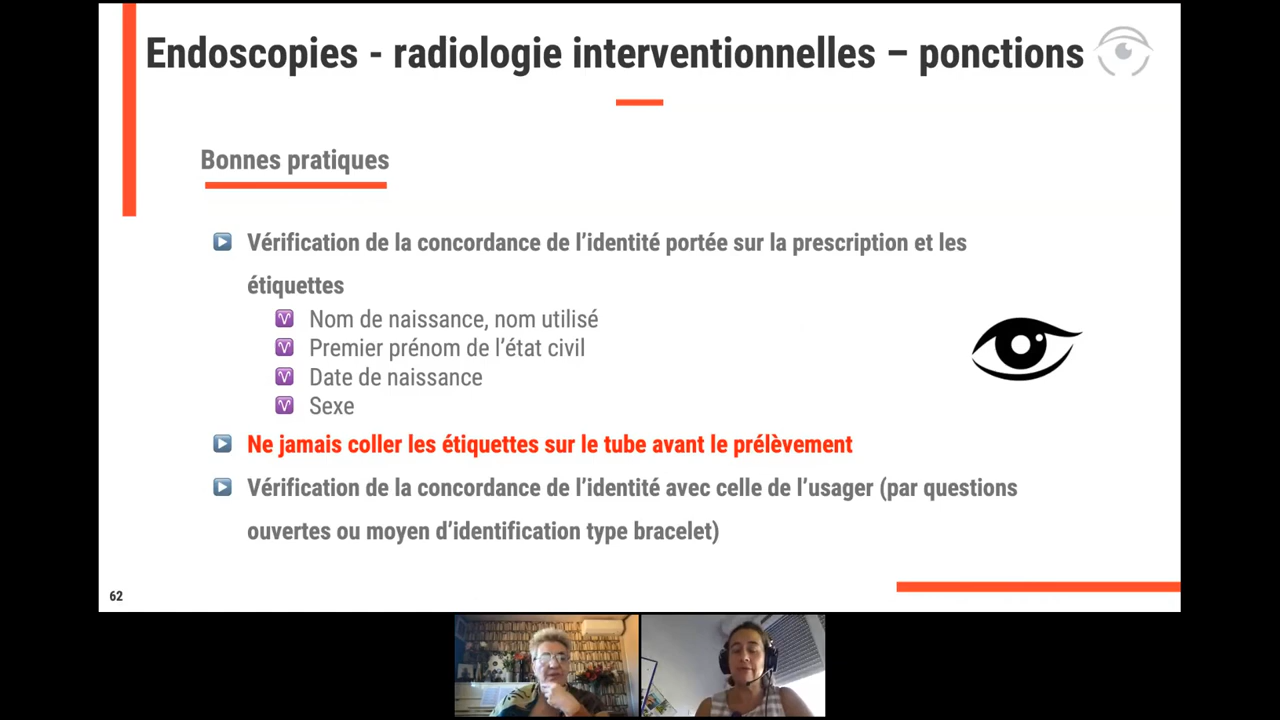 Endoscopies - radiologie interventionnelles – ponctions
Bonnes pratiques
Vérification de la concordance de l’identité portée sur la prescription et les
étiquettes
Nom de naissance, nom utilisé
Premier prénom de l’état civil
Date de naissance
Sexe
Ne jamais coller les étiquettes sur le tube avant le prélèvement
Vérification de la concordance de l’identité avec celle de l’usager (par questions
ouvertes ou moyen d’identification type bracelet)
62